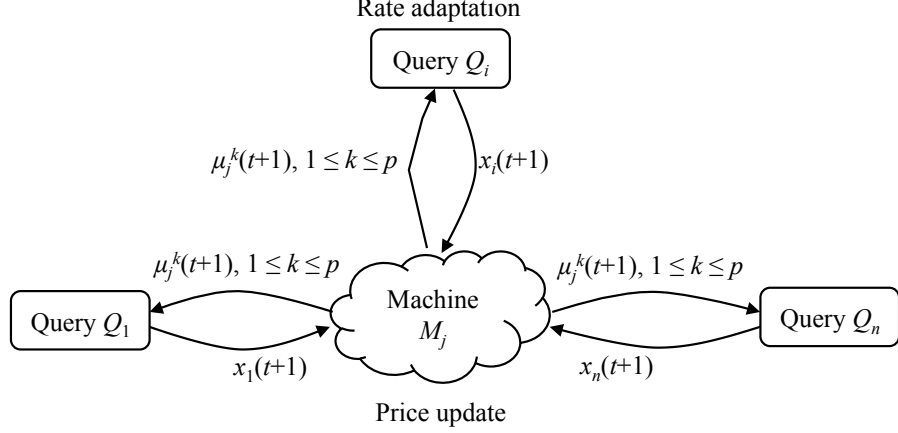 Rate adaptation
Query Qᵢ
μⱼᵏ(t+1), 1 ≤ k ≤ p
xᵢ(t+1)
μⱼᵏ(t+1), 1 ≤ k ≤ p
μⱼᵏ(t+1), 1 ≤ k ≤ p
Query Q₁
Machine
Mⱼ
Query Qₙ
x₁(t+1)
xₙ(t+1)
Price update